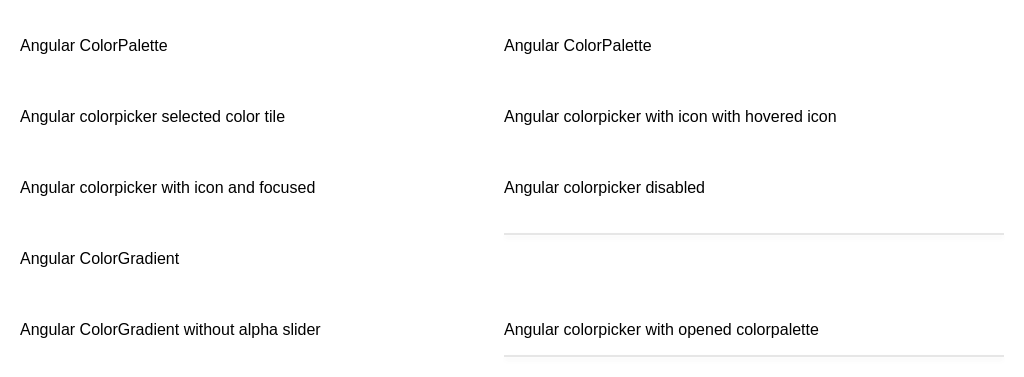 Angular ColorPalette
Angular ColorPalette
Angular colorpicker selected color tile
Angular colorpicker with icon with hovered icon
Angular colorpicker with icon and focused
Angular colorpicker disabled
Angular ColorGradient
Angular ColorGradient without alpha slider
Angular colorpicker with opened colorpalette